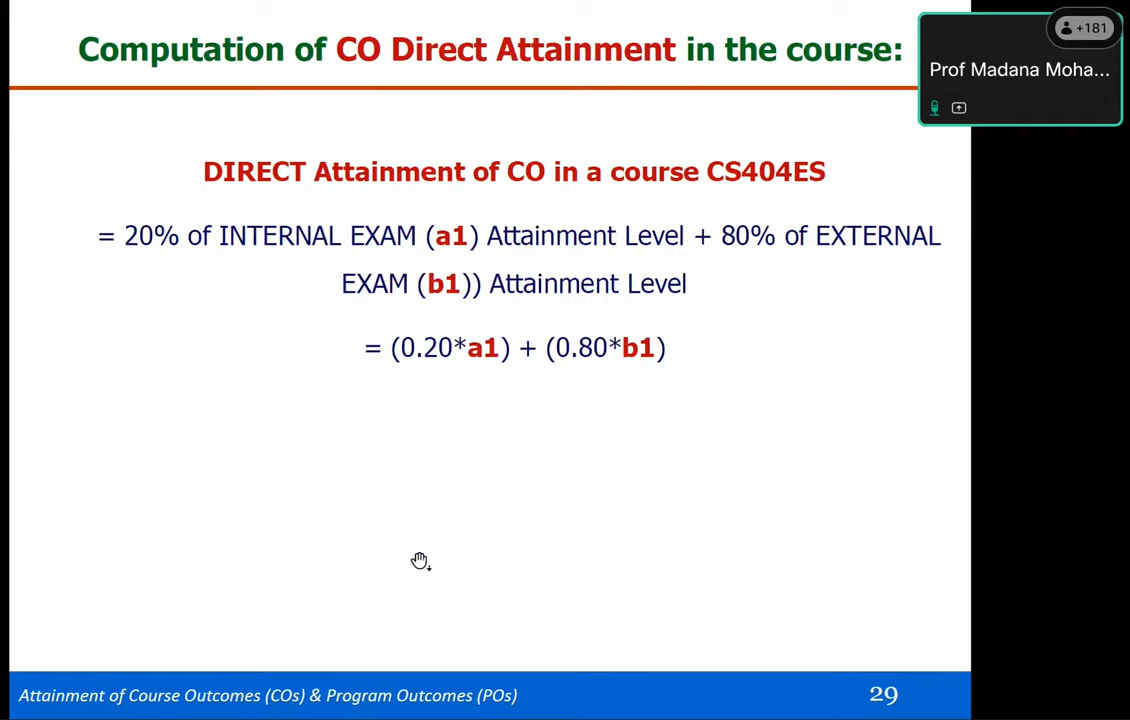 Computation of CO Direct Attainment in the course:
+181
Prof Madana Moha...
DIRECT Attainment of CO in a course CS404ES
= 20% of INTERNAL EXAM (a1) Attainment Level + 80% of EXTERNAL
EXAM (b1)) Attainment Level
= (0.20*a1) + (0.80*b1)
Attainment of Course Outcomes (COs) & Program Outcomes (POs)
29